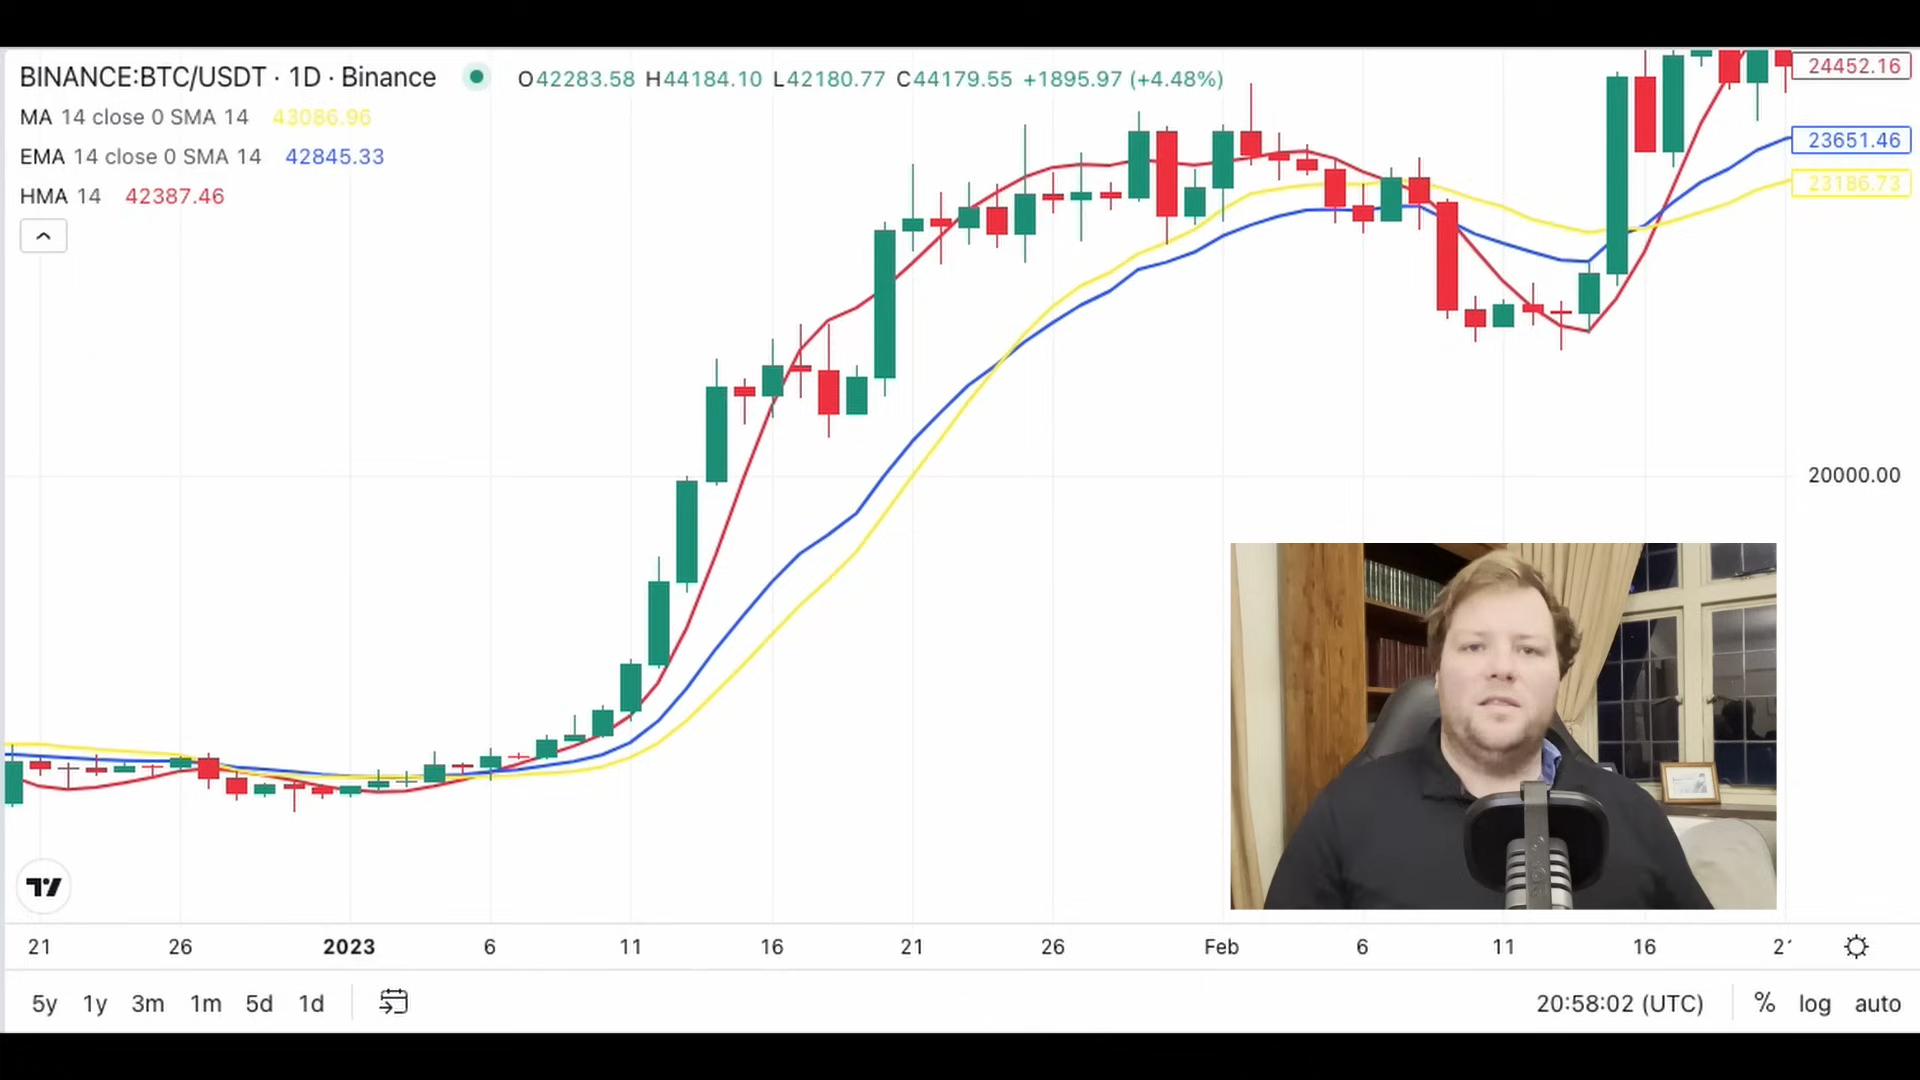 BINANCE:BTC/USDT · 1D · Binance O42283.58 H44184.10 L42180.77 C44179.55 +1895.97 (+4.48%)
MA 14 close 0 SMA 14 43086.96
EMA 14 close 0 SMA 14 42845.33
HMA 14 42387.46
24452.16
23651.46
23186.73
20000.00
21 26 2023 6 11 16 21 26 Feb 6 11 16
5y 1y 3m 1m 5d 1d 20:58:02 (UTC) % log auto